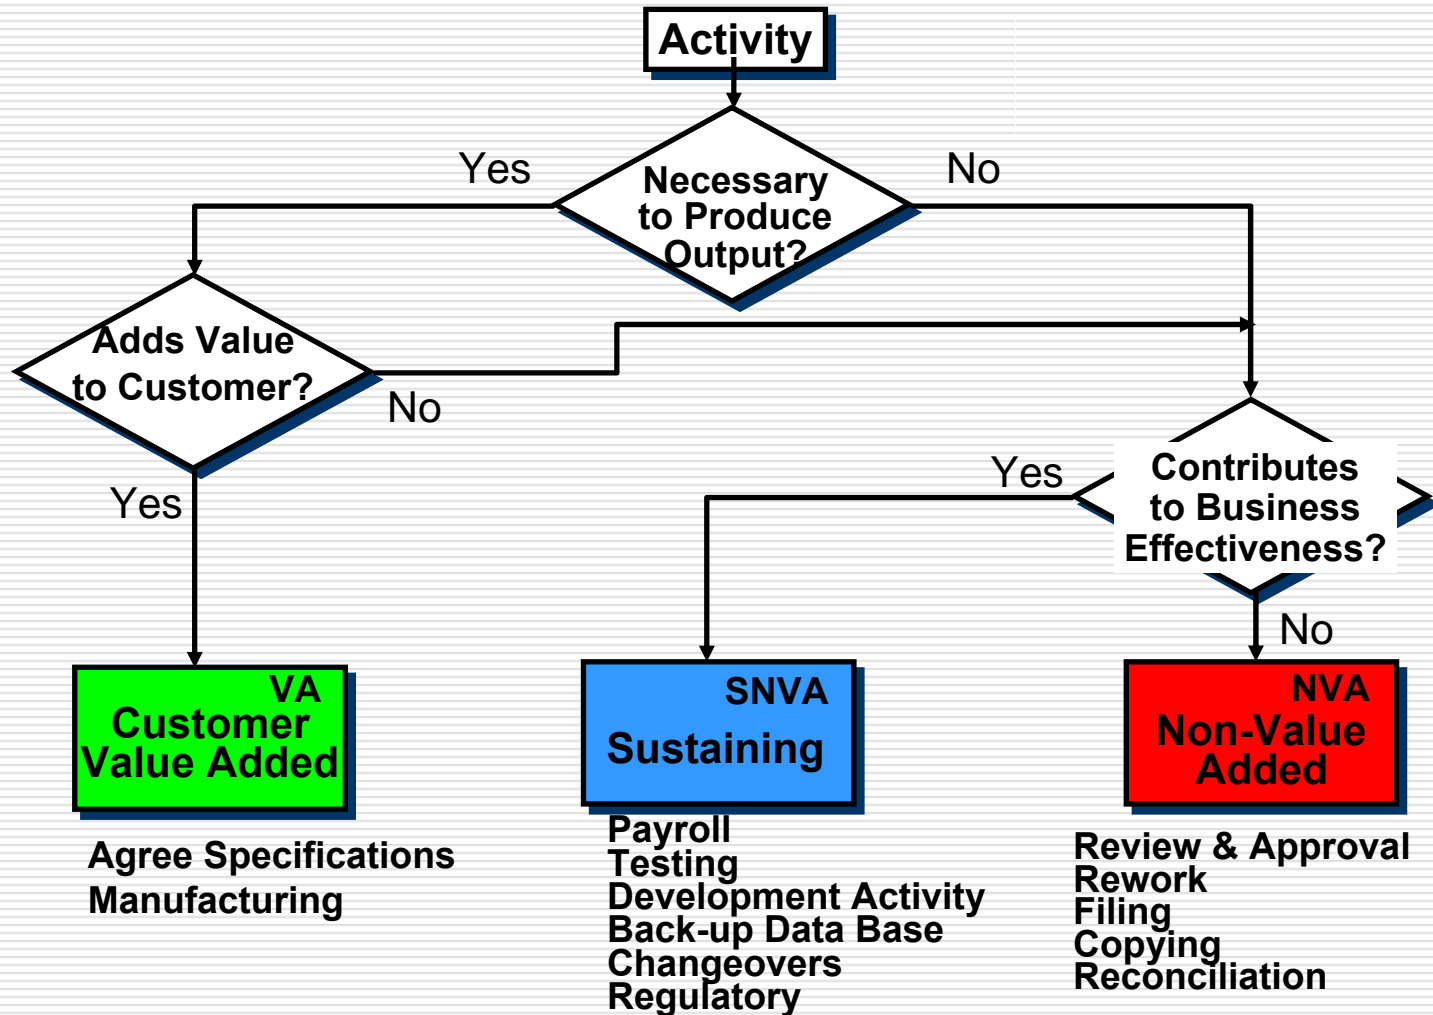 Activity
Yes
No
Necessary
to Produce
Output?
Adds Value
to Customer?
No
Yes
Yes
Contributes
to Business
Effectiveness?
No
VA
Customer
Value Added
SNVA
Sustaining
NVA
Non-Value
Added
Agree Specifications
Manufacturing
Payroll
Testing
Development Activity
Back-up Data Base
Changeovers
Regulatory
Review & Approval
Rework
Filing
Copying
Reconciliation